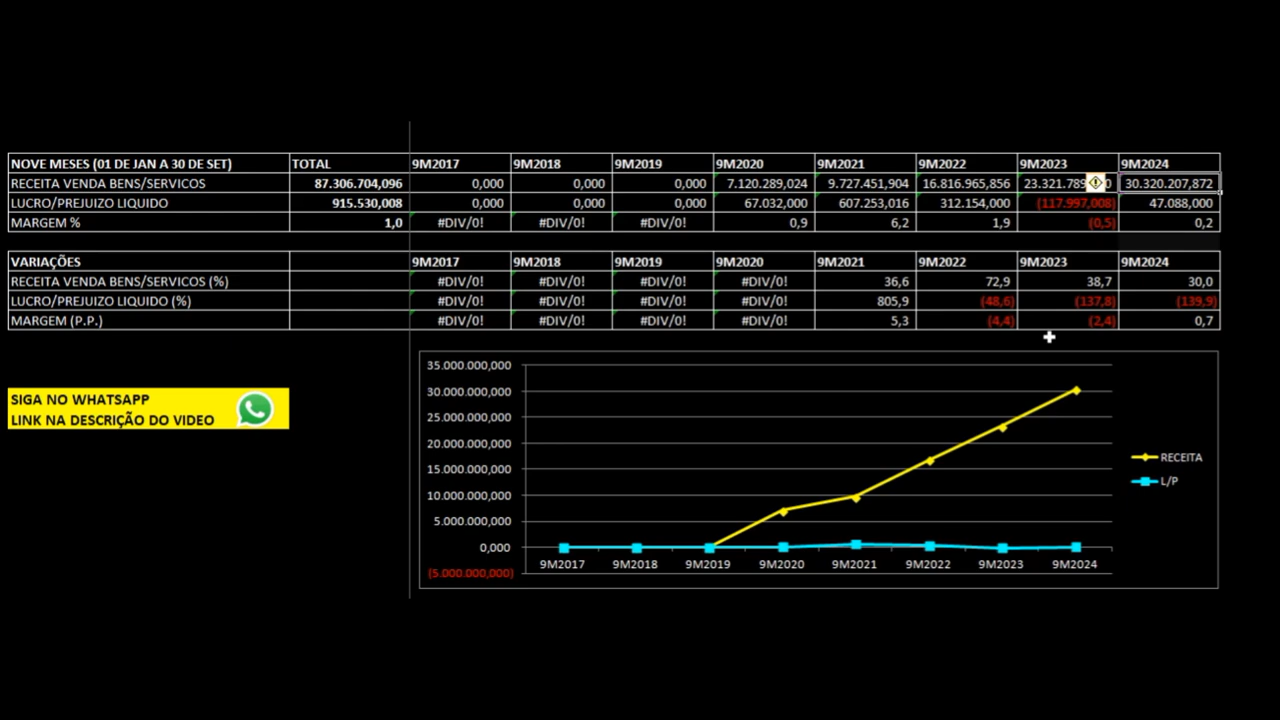 NOVE MESES (01 DE JAN A 30 DE SET) TOTAL 9M2017 9M2018 9M2019 9M2020 9M2021 9M2022 9M2023 9M2024
RECEITA VENDA BENS/SERVICOS 87.306.704,096 0,000 0,000 0,000 7.120.289,024 9.727.451,904 16.816.965,856 23.321.789 0 30.320.207,872
LUCRO/PREJUIZO LIQUIDO 915.530,008 0,000 0,000 0,000 67.032,000 607.253,016 312.154,000 (117.997,008) 47.088,000
MARGEM % 1,0 #DIV/0! #DIV/0! #DIV/0! 0,9 6,2 1,9 (0,5) 0,2
VARIAÇÕES 9M2017 9M2018 9M2019 9M2020 9M2021 9M2022 9M2023 9M2024
RECEITA VENDA BENS/SERVICOS (%) #DIV/0! #DIV/0! #DIV/0! #DIV/0! 36,6 72,9 38,7 30,0
LUCRO/PREJUIZO LIQUIDO (%) #DIV/0! #DIV/0! #DIV/0! #DIV/0! 805,9 (48,6) (137,8) (139,9)
MARGEM (P.P.) #DIV/0! #DIV/0! #DIV/0! #DIV/0! 5,3 (4,4) (2,4) 0,7
SIGA NO WHATSAPP
LINK NA DESCRIÇÃO DO VIDEO
35.000.000,000
30.000.000,000
25.000.000,000
20.000.000,000
15.000.000,000
10.000.000,000
5.000.000,000
0,000
(5.000.000,000)
9M2017 9M2018 9M2019 9M2020 9M2021 9M2022 9M2023 9M2024
RECEITA
L/P